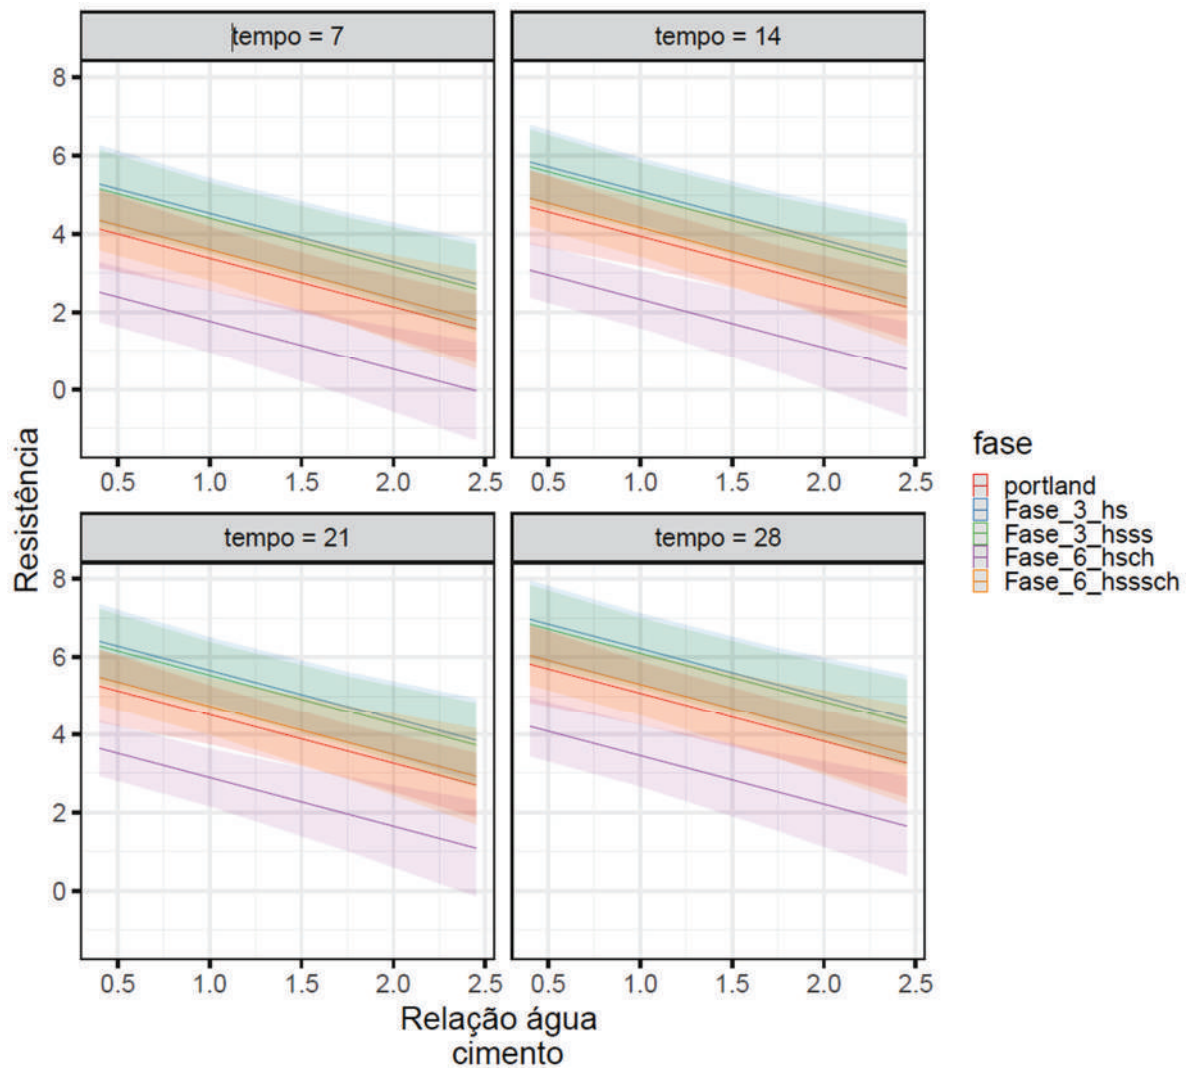 tempo = 7
tempo = 14
8
6
4
2
0
0.5 1.0 1.5 2.0 2.5
0.5 1.0 1.5 2.0 2.5
Resistência
tempo = 21
tempo = 28
8
6
4
2
0
0.5 1.0 1.5 2.0 2.5
0.5 1.0 1.5 2.0 2.5
Relação água
cimento
fase
portland
Fase_3_hs
Fase_3_hsss
Fase_6_hsch
Fase_6_hsssch